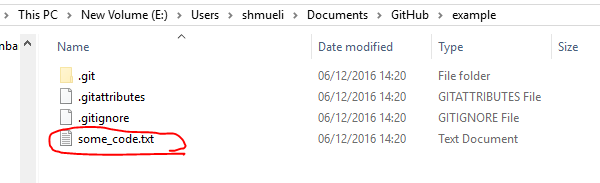 This PC > New Volume (E:) > Users > shmueli > Documents > GitHub > example
mba
Name Date modified Type Size
.git 06/12/2016 14:20 File folder
.gitattributes 06/12/2016 14:20 GITATTRIBUTES File
.gitignore 06/12/2016 14:20 GITIGNORE File
some_code.txt 06/12/2016 14:20 Text Document